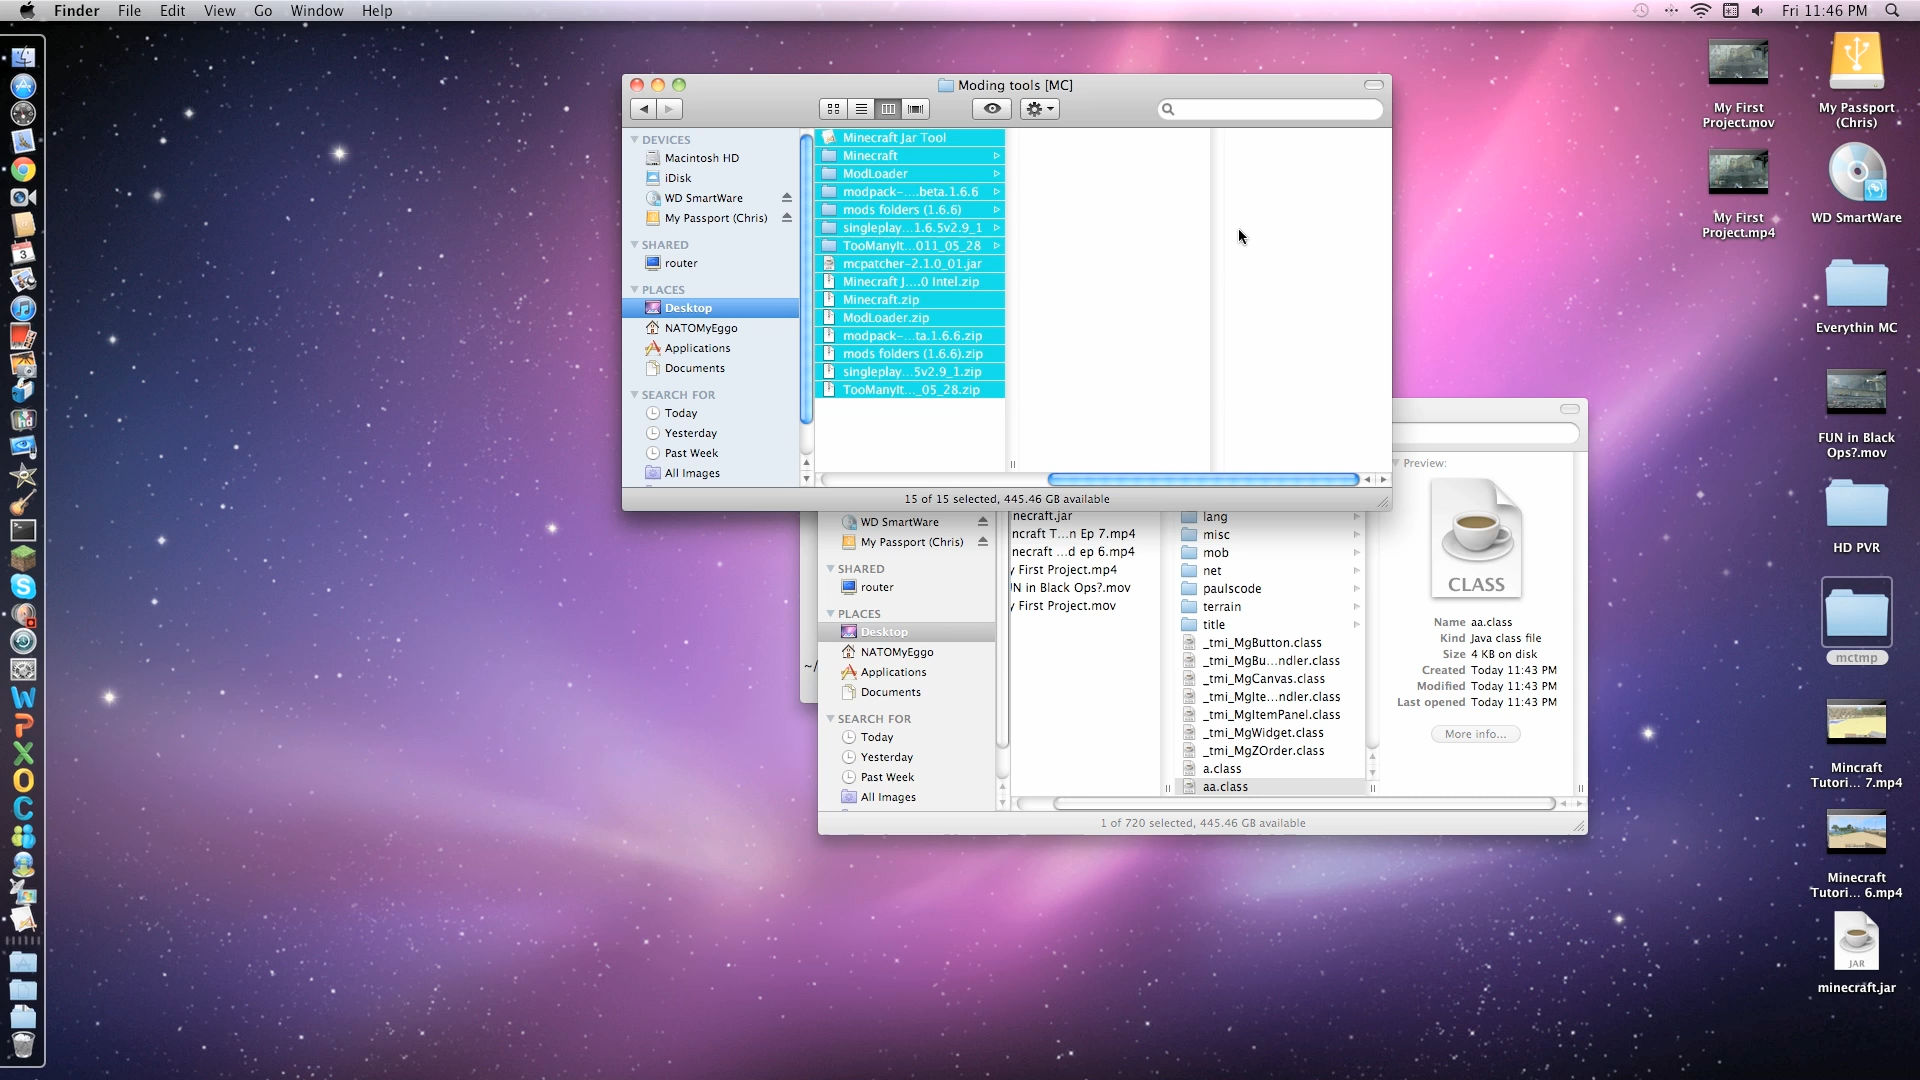 Finder File Edit View Go Window Help
Fri 11:46 PM
Moding tools [MC]
DEVICES
Macintosh HD
iDisk
WD SmartWare
My Passport (Chris)
SHARED
router
PLACES
Desktop
NATOMyEggo
Applications
Documents
SEARCH FOR
Today
Yesterday
Past Week
All Images
Minecraft Jar Tool
Minecraft
ModLoader
modpack-....beta.1.6.6
mods folders (1.6.6)
singleplay...1.6.5v2.9_1
TooManyIt...011_05_28
mcpatcher-2.1.0_01.jar
Minecraft J....0 Intel.zip
Minecraft.zip
ModLoader.zip
modpack-...ta.1.6.6.zip
mods folders (1.6.6).zip
singleplay...5v2.9_1.zip
TooManyIt..._05_28.zip
15 of 15 selected, 445.46 GB available
WD SmartWare
My Passport (Chris)
SHARED
router
PLACES
Desktop
NATOMyEggo
Applications
Documents
SEARCH FOR
Today
Yesterday
Past Week
All Images
~/
necraft.jar
ncraft T...n Ep 7.mp4
necraft ...d ep 6.mp4
y First Project.mp4
UN in Black Ops?.mov
y First Project.mov
lang
misc
mob
net
paulscode
terrain
title
_tmi_MgButton.class
_tmi_MgBu...ndler.class
_tmi_MgCanvas.class
_tmi_MgIte...ndler.class
_tmi_MgItemPanel.class
_tmi_MgWidget.class
_tmi_MgZOrder.class
a.class
aa.class
Preview:
CLASS
Name aa.class
Kind Java class file
Size 4 KB on disk
Created Today 11:43 PM
Modified Today 11:43 PM
Last opened Today 11:43 PM
More info...
1 of 720 selected, 445.46 GB available
My First
Project.mov
My First
Project.mp4
My Passport
(Chris)
WD SmartWare
Everythin MC
FUN in Black
Ops?.mov
HD PVR
mctmp
Mincraft
Tutori... 7.mp4
Minecraft
Tutori... 6.mp4
JAR
minecraft.jar